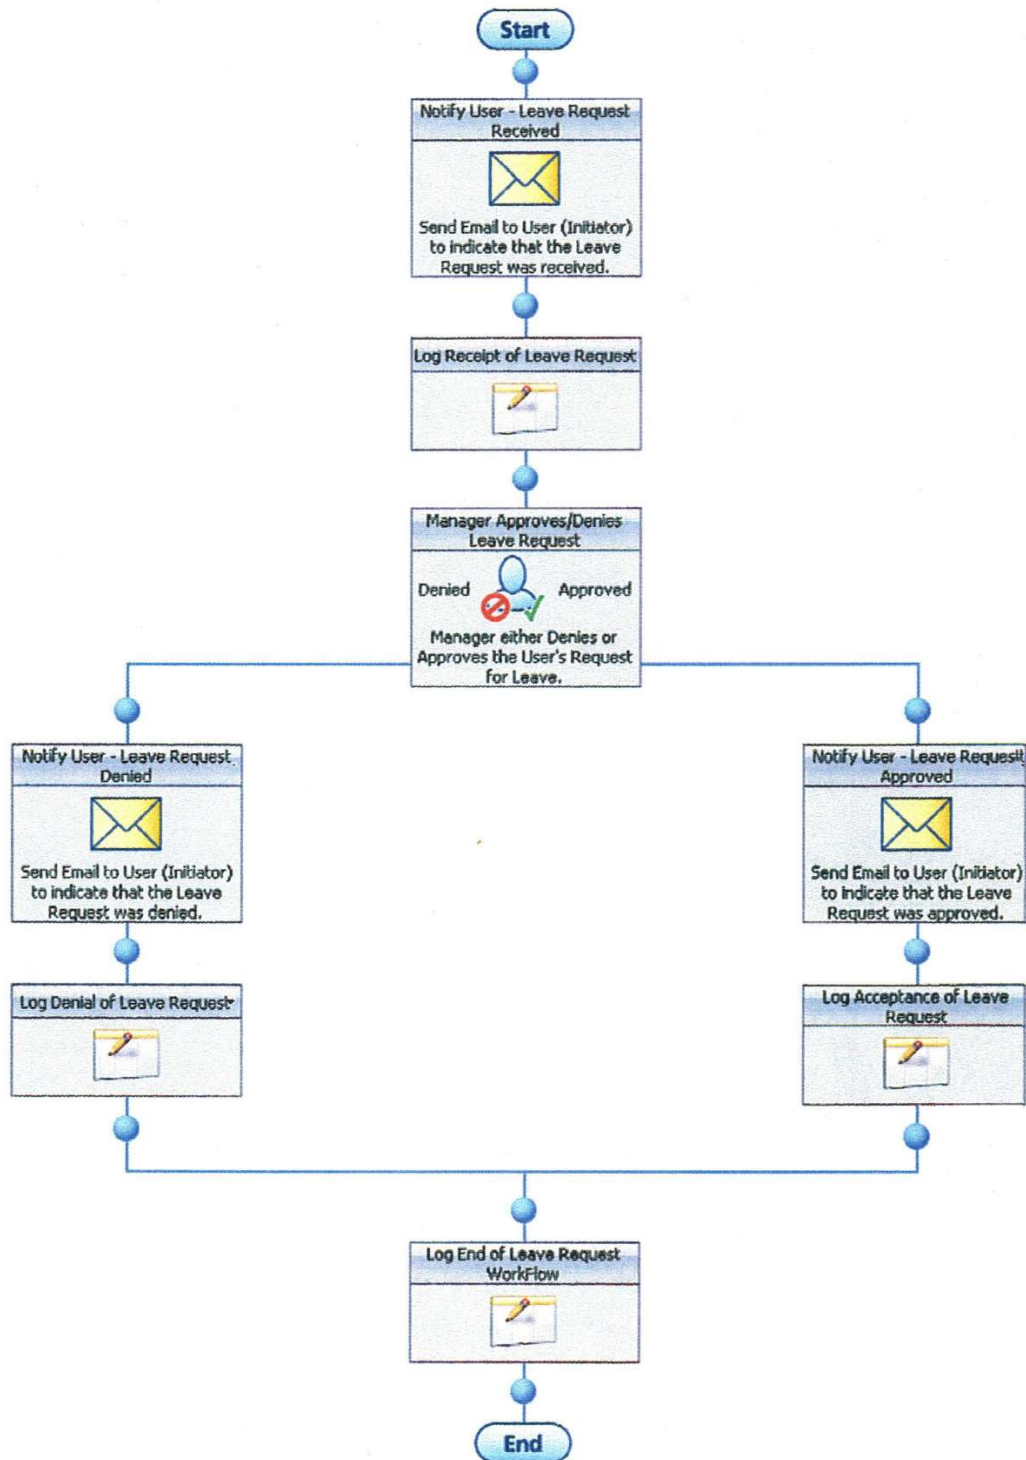 Start
Notify User - Leave Request
Received
Send Email to User (Initiator)
to indicate that the Leave
Request was received.
Log Receipt of Leave Request
Manager Approves/Denies
Leave Request
Denied
Approved
Manager either Denies or
Approves the User's Request
for Leave.
Notify User - Leave Request
Denied
Send Email to User (Initiator)
to indicate that the Leave
Request was denied.
Log Denial of Leave Request
Notify User - Leave Request
Approved
Send Email to User (Initiator)
to indicate that the Leave
Request was approved.
Log Acceptance of Leave
Request
Log End of Leave Request
WorkFlow
End